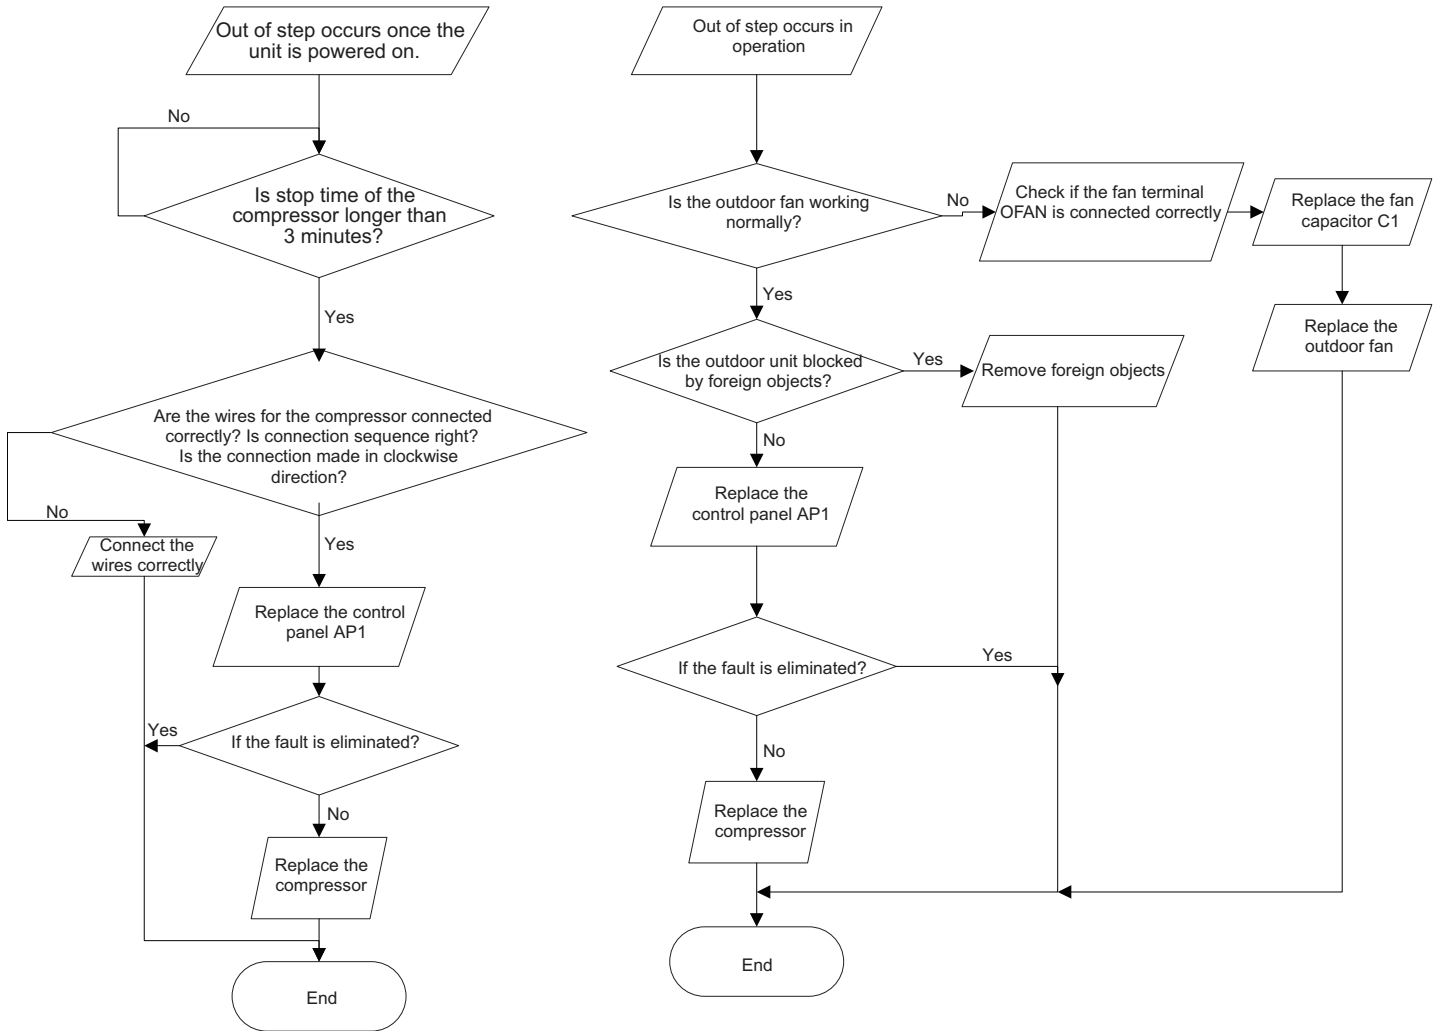 Out of step occurs once the
unit is powered on.
No
Is stop time of the
compressor longer than
3 minutes?
Yes
Are the wires for the compressor connected
correctly? Is connection sequence right?
Is the connection made in clockwise
direction?
No
Connect the
wires correctly
Yes
Replace the control
panel AP1
Yes
If the fault is eliminated?
No
Replace the
compressor
End
Out of step occurs in
operation
Is the outdoor fan working
normally?
No
Check if the fan terminal
OFAN is connected correctly
Replace the fan
capacitor C1
Replace the
outdoor fan
Yes
Is the outdoor unit blocked
by foreign objects?
Yes
Remove foreign objects
No
Replace the
control panel AP1
If the fault is eliminated?
Yes
No
Replace the
compressor
End